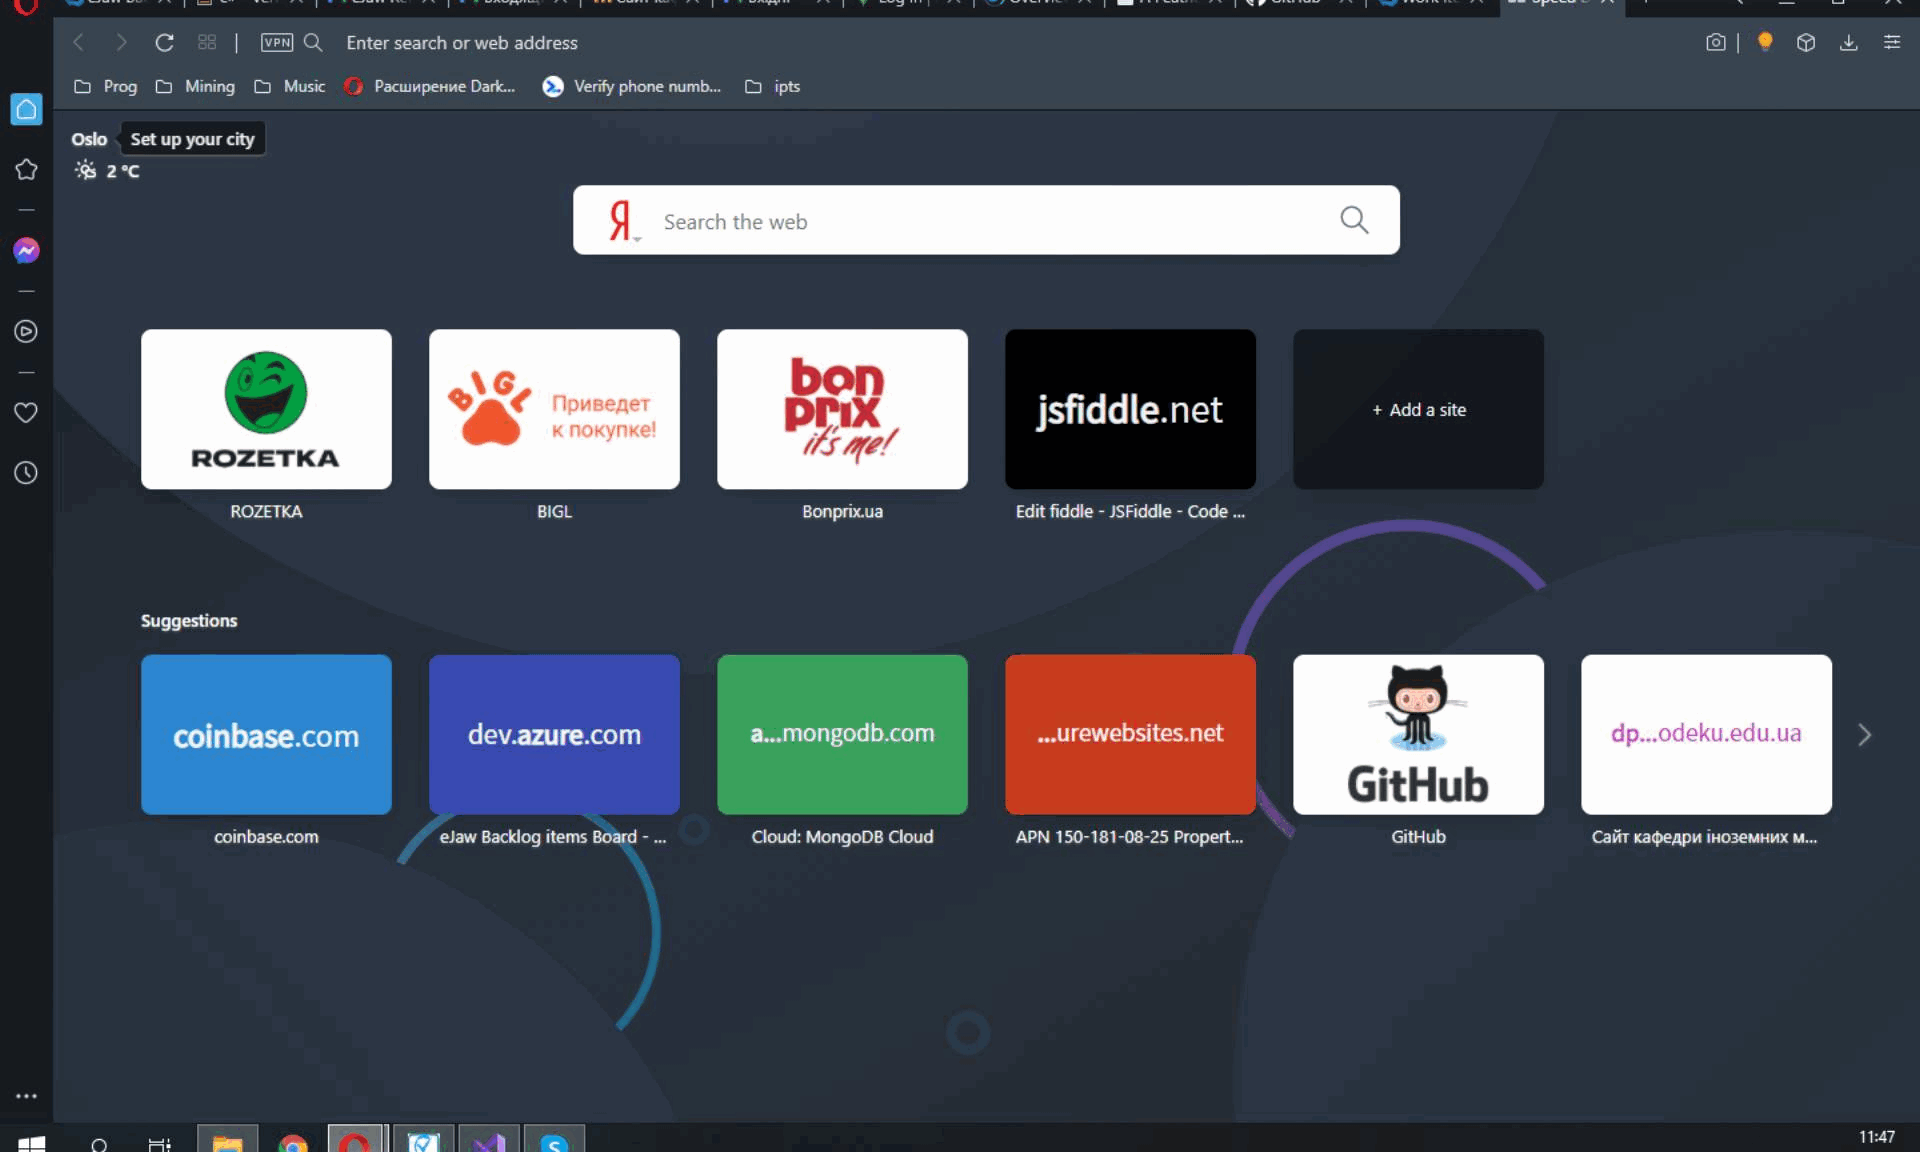 VPN
Enter search or web address
Prog
Mining
Music
Расширение Dark...
Verify phone numb...
ipts
Oslo
Set up your city
2 °C
Я
Search the web
ROZETKA
BIGL
Приведет
к покупке!
bon
prix
it's me!
jsfiddle.net
+ Add a site
ROZETKA
BIGL
Bonprix.ua
Edit fiddle - JSFiddle - Code ...
Suggestions
coinbase.com
dev.azure.com
a...mongodb.com
...urewebsites.net
GitHub
dp...odeku.edu.ua
coinbase.com
eJaw Backlog items Board - ...
Cloud: MongoDB Cloud
APN 150-181-08-25 Propert...
GitHub
Сайт кафедри іноземних м...
11:47